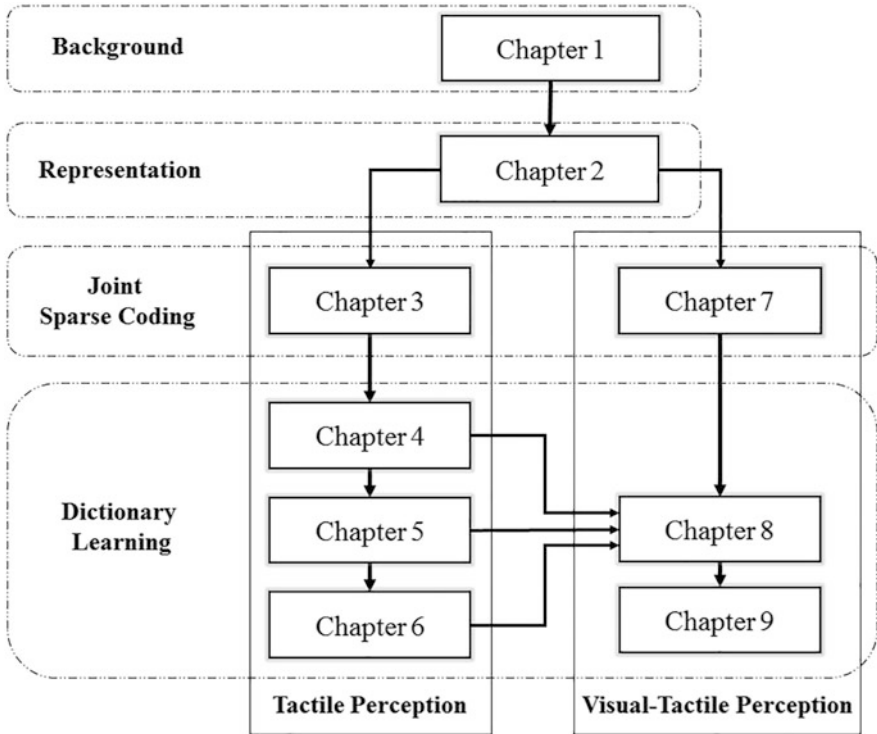 Background
Chapter 1
Representation
Chapter 2
Joint
Sparse Coding
Chapter 3
Chapter 7
Dictionary
Learning
Chapter 4
Chapter 5
Chapter 8
Chapter 6
Chapter 9
Tactile Perception
Visual-Tactile Perception